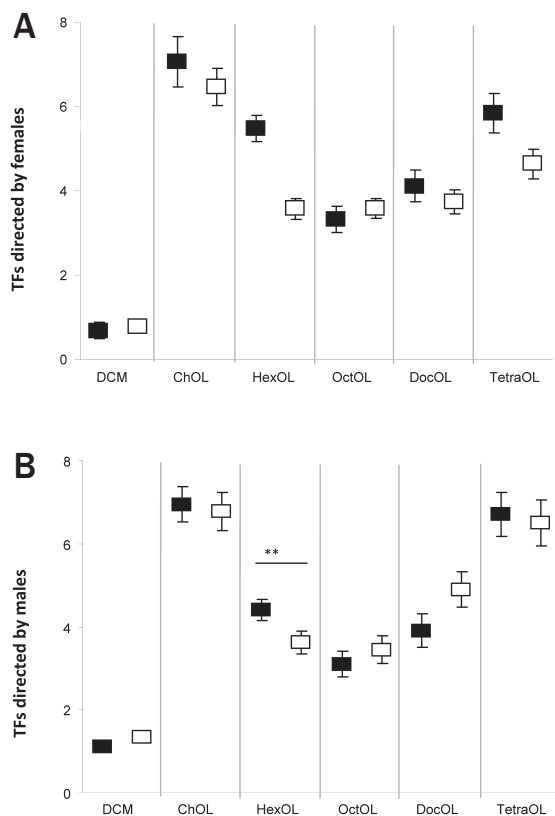 A
8
6
4
2
0
TFs directed by females
DCM ChOL HexOL OctOL DocOL TetraOL
B
8
6
4
2
0
TFs directed by males
**
DCM ChOL HexOL OctOL DocOL TetraOL